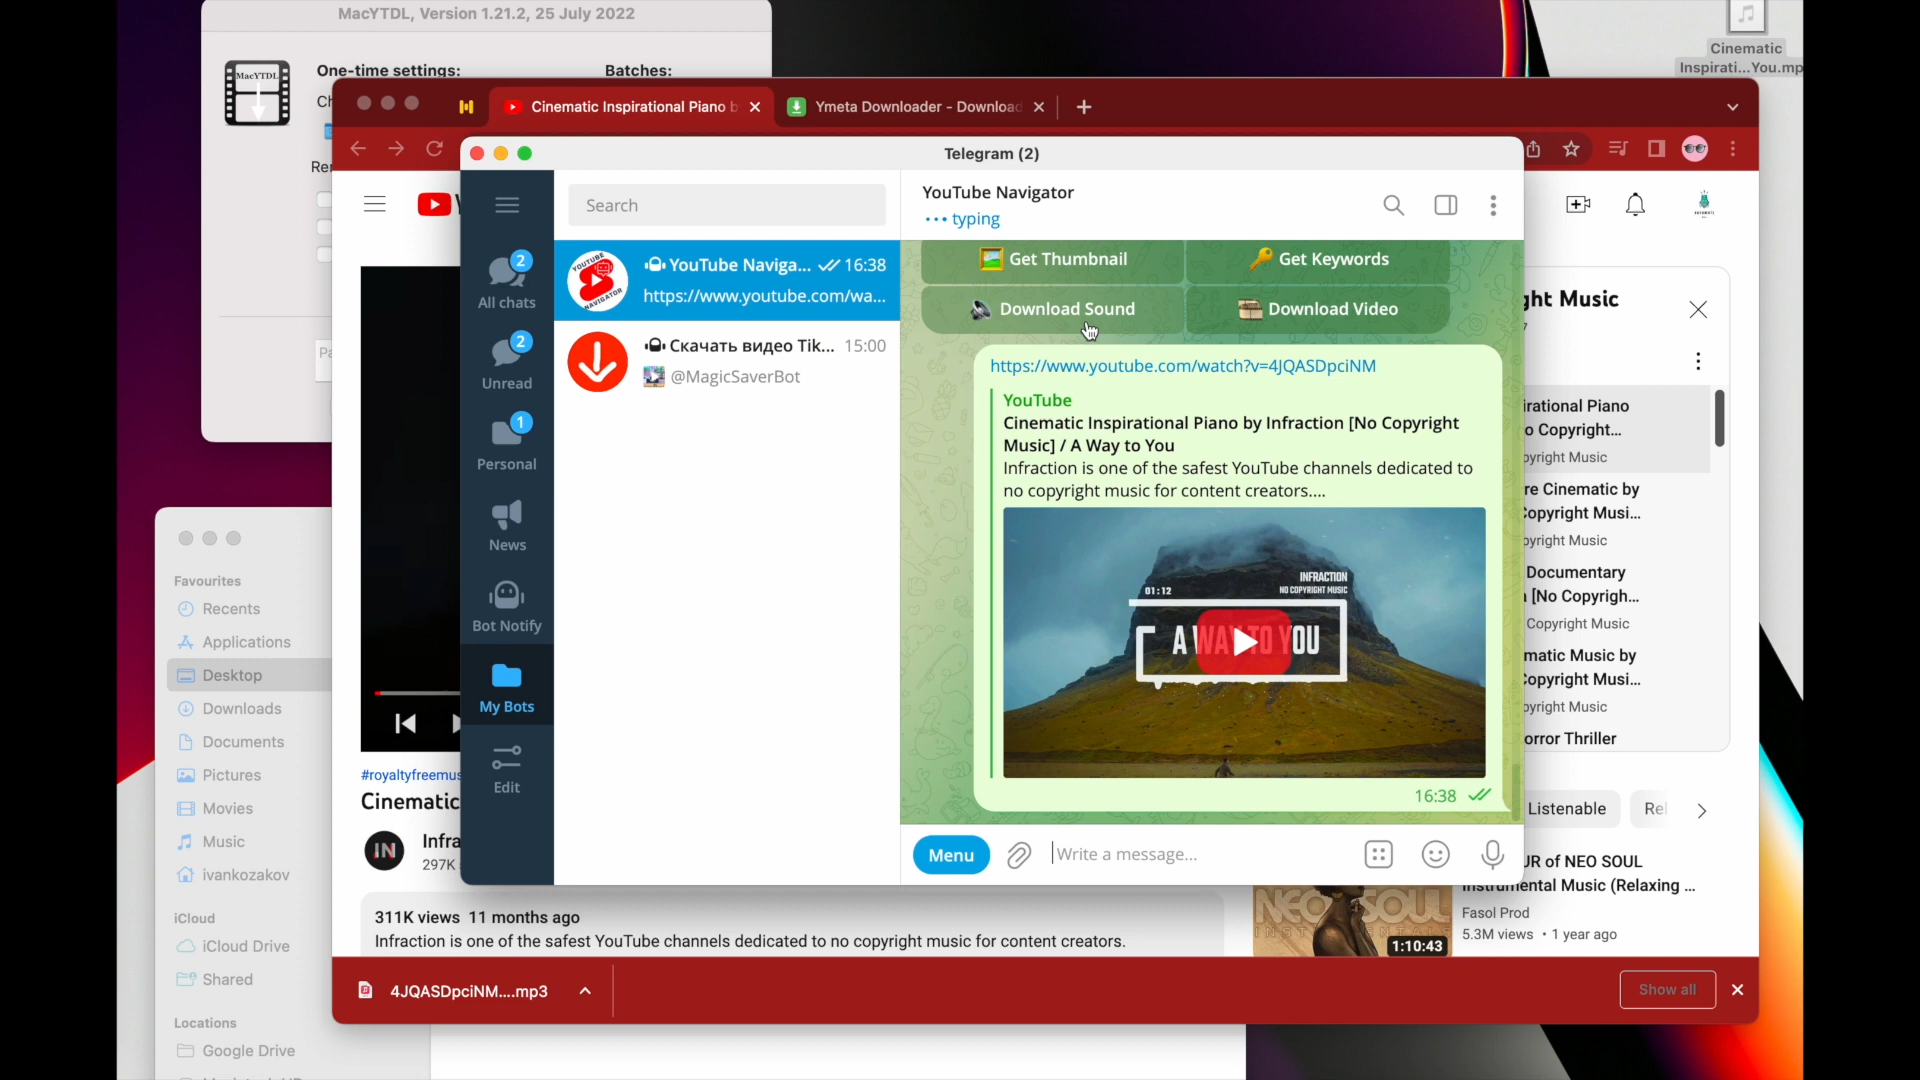 MacYTDL, Version 1.21.2, 25 July 2022
MacYTDL
One-time settings:
Batches:
Cinematic
Inspirati...You.mp
Cinematic Inspirational Piano b
Ymeta Downloader - Download
Telegram (2)
Search
YouTube Navigator
typing
All chats
2
Unread
2
Personal
1
News
Bot Notify
My Bots
Edit
YOUTUBE
NAVIGATOR
YouTube Naviga...
16:38
https://www.youtube.com/wa...
Скачать видео Tik...
15:00
@MagicSaverBot
Get Thumbnail
Get Keywords
Download Sound
Download Video
https://www.youtube.com/watch?v=4JQASDpciNM
YouTube
Cinematic Inspirational Piano by Infraction [No Copyright
Music] / A Way to You
Infraction is one of the safest YouTube channels dedicated to
no copyright music for content creators....
01:12
INFRACTION
NO COPYRIGHT MUSIC
A WAY TO YOU
16:38
Menu
Write a message...
ght Music
irational Piano
o Copyright...
pyright Music
re Cinematic by
Copyright Musi...
pyright Music
Documentary
[No Copyrigh...
Copyright Music
matic Music by
Copyright Musi...
pyright Music
orror Thriller
Listenable
Rel
UR of NEO SOUL
Instrumental Music (Relaxing ...
Fasol Prod
5.3M views • 1 year ago
NEO SOUL
1:10:43
#royaltyfreemus
Cinematic
IN
Infra
297K
311K views 11 months ago
Infraction is one of the safest YouTube channels dedicated to no copyright music for content creators.
4JQASDpciNM....mp3
Show all
Favourites
Recents
Applications
Desktop
Downloads
Documents
Pictures
Movies
Music
ivankozakov
iCloud
iCloud Drive
Shared
Locations
Google Drive